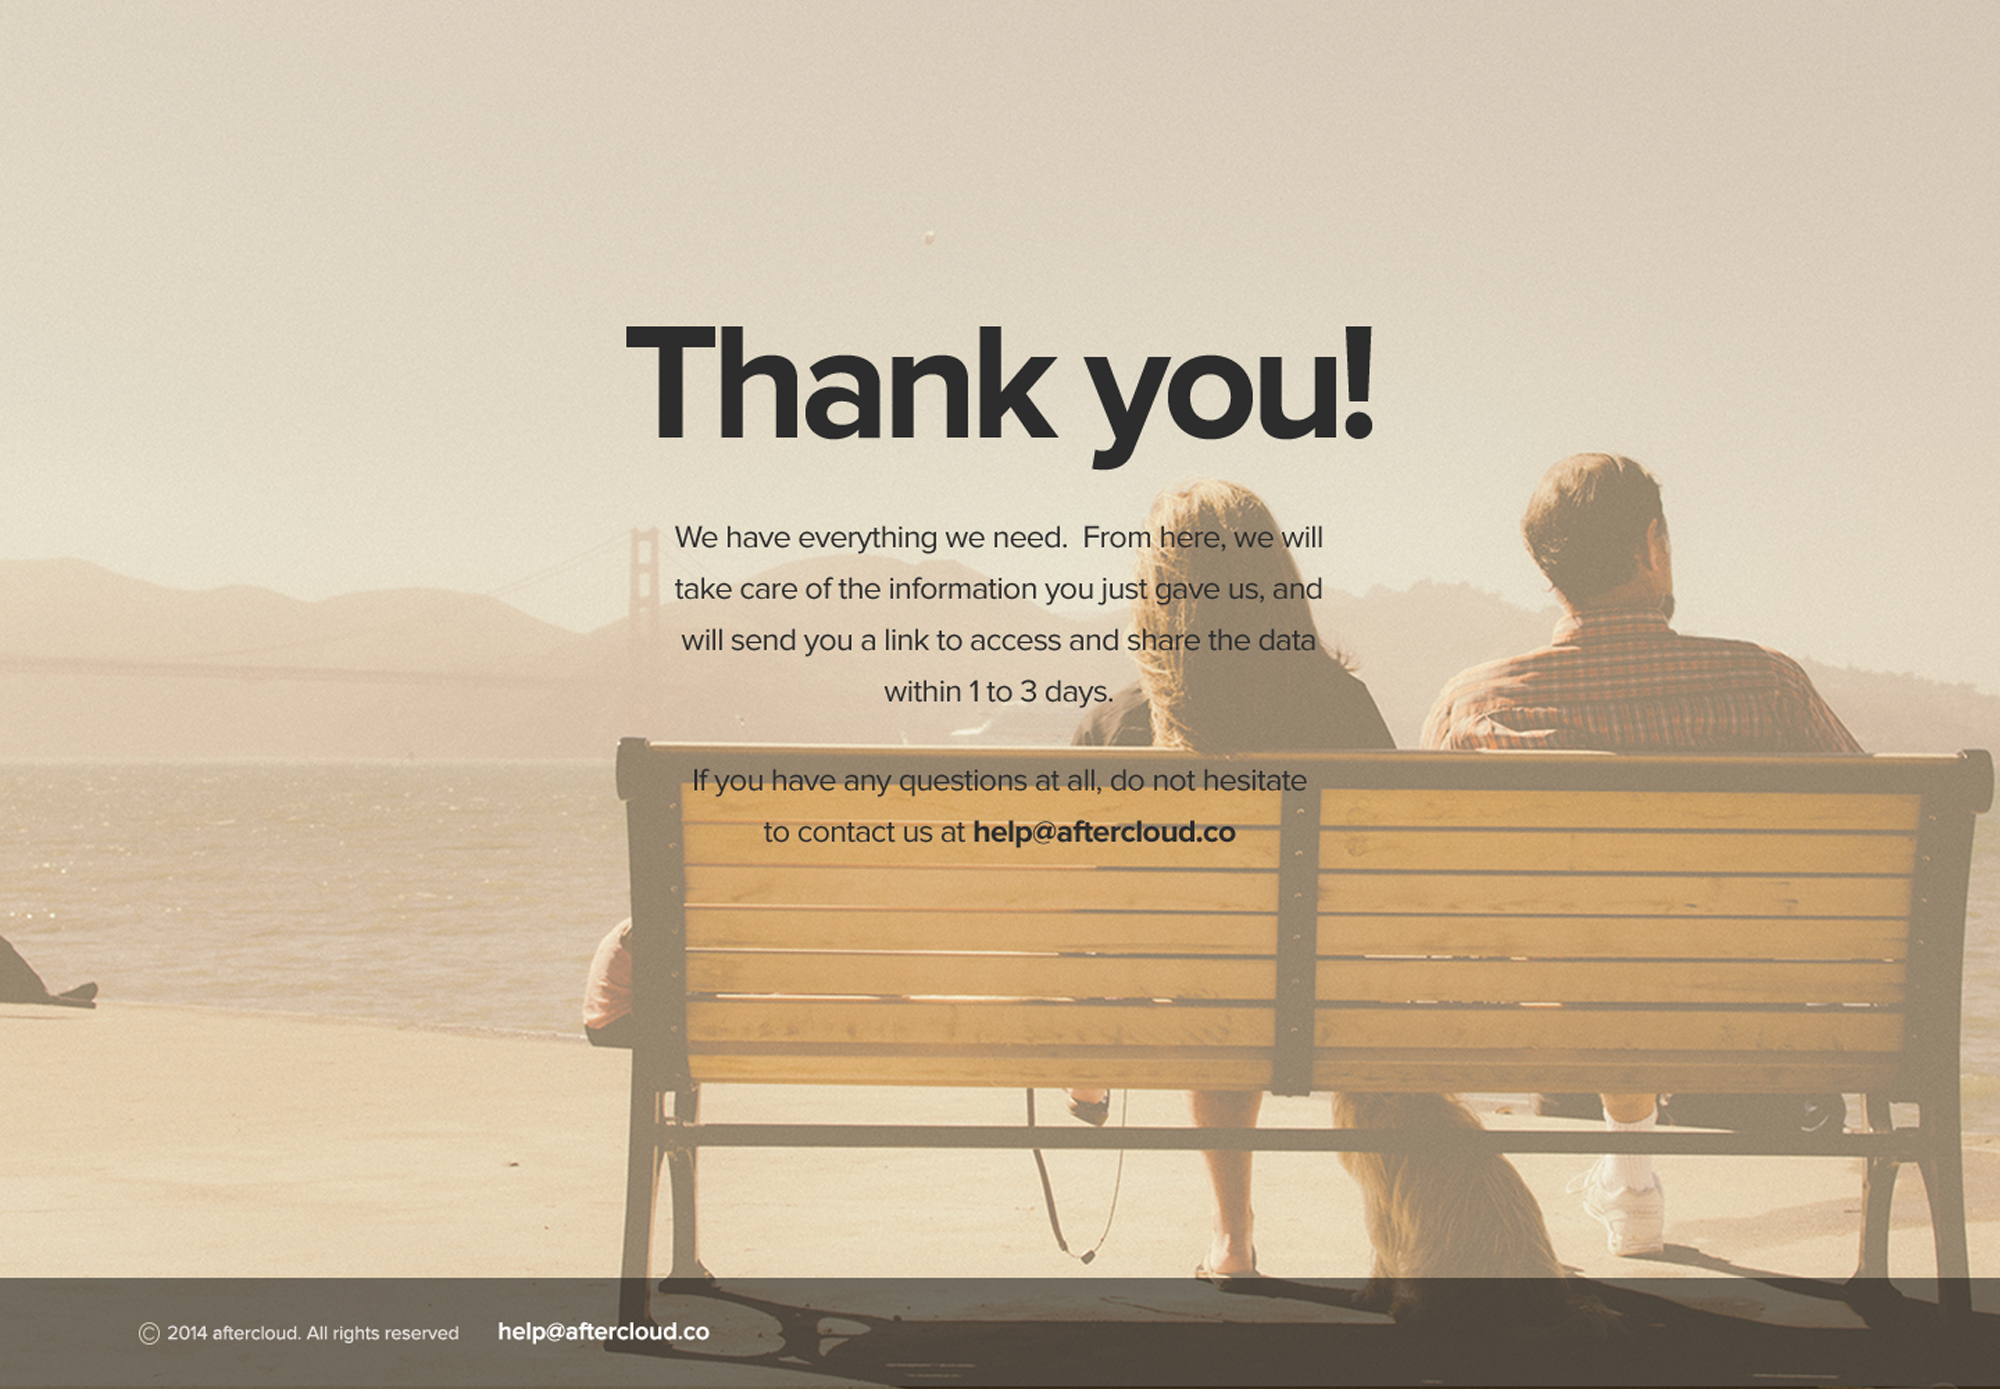 Thank you!
We have everything we need.  From here, we will
take care of the information you just gave us, and
will send you a link to access and share the data
within 1 to 3 days.
If you have any questions at all, do not hesitate
to contact us at help@aftercloud.co
© 2014 aftercloud. All rights reserved help@aftercloud.co